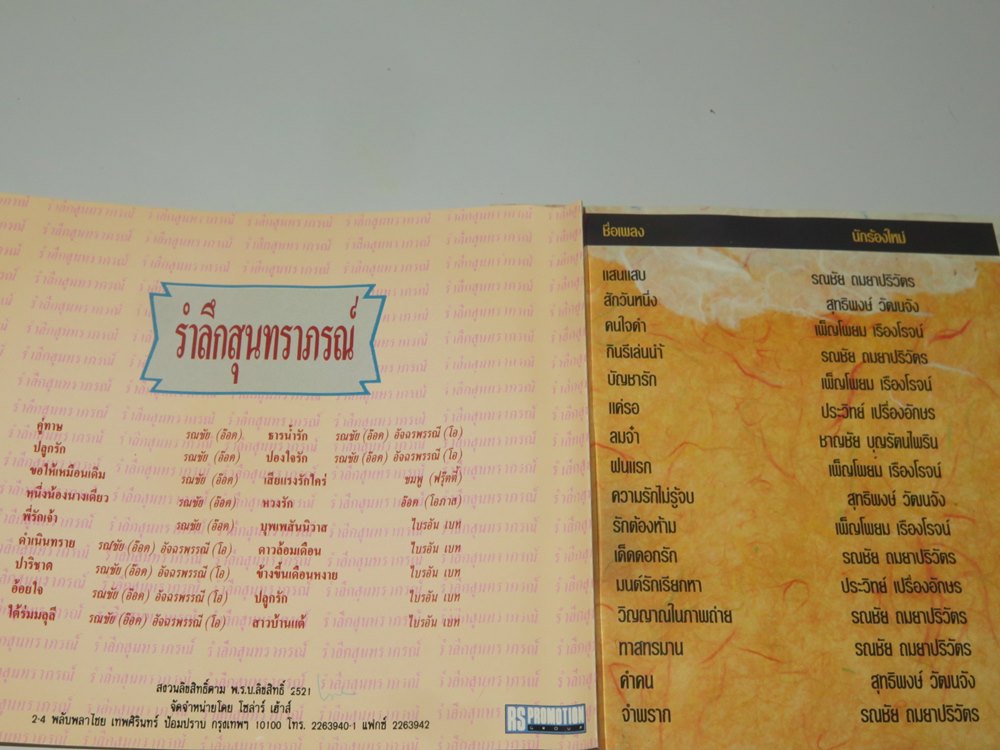 รำลึกสุนทราภรณ์
คู่ทาษ รณชัย (อ๊อด) ธารน้ำรัก รณชัย (อ๊อด) อัจฉรพรรณี (โอ)
ปลูกรัก รณชัย (อ๊อด) ปองใจรัก รณชัย (อ๊อด) อัจฉรพรรณี (โอ)
ขอให้เหมือนเดิม รณชัย (อ๊อด) เสียแรงรักใคร่ ชมพู (ฟรุ๊ตตี้)
หนึ่งน้องนางเดียว รณชัย (อ๊อด) หวงรัก อ๊อด (โอภาส)
พี่รักเจ้า รณชัย (อ๊อด) บุพเพสันนิวาส ไบรอัน เบท
ดำเนินทราย รณชัย (อ๊อด) อัจฉรพรรณี (โอ) ดาวล้อมเดือน ไบรอัน เบท
ปาริชาต รณชัย (อ๊อด) อัจฉรพรรณี (โอ) ข้างขึ้นเดือนหงาย ไบรอัน เบท
อ้อยใจ รณชัย (อ๊อด) อัจฉรพรรณี (โอ) ปลูกรัก ไบรอัน เบท
ใต้ร่มมลุลี รณชัย (อ๊อด) อัจฉรพรรณี (โอ) สาวบ้านแต้ ไบรอัน เบท
สงวนลิขสิทธิ์ตาม พ.ร.บ.ลิขสิทธิ์ 2521
จัดจำหน่ายโดย โซล่าร์ เฮ้าส์
2-4 พลับพลาไชย เทพศิรินทร์ ป้อมปราบ กรุงเทพฯ 10100 โทร. 2263940-1 แฟกซ์ 2263942
RS PROMOTION
GROUP
ชื่อเพลง นักร้องใหม่
แสนแสบ รณชัย ถมยาปริวัตร
สักวันหนึ่ง สุทธิพงษ์ วัฒนจัง
คนใจดำ เพ็ญโพยม เรืองโรจน์
กินรีเล่นน้ำ รณชัย ถมยาปริวัตร
บัญชารัก เพ็ญโพยม เรืองโรจน์
แค่รอ ประวิทย์ เปรื่องอักษร
ลมจ๋า ชาญชัย บุญรัตนไพริน
ฝนแรก เพ็ญโพยม เรืองโรจน์
ความรักไม่รู้จบ สุทธิพงษ์ วัฒนจัง
รักต้องห้าม เพ็ญโพยม เรืองโรจน์
เด็ดดอกรัก รณชัย ถมยาปริวัตร
มนต์รักเรียกหา ประวิทย์ เปรื่องอักษร
วิญญาณในภาพถ่าย รณชัย ถมยาปริวัตร
ทาสทรมาน รณชัย ถมยาปริวัตร
คำคน สุทธิพงษ์ วัฒนจัง
จำพราก รณชัย ถมยาปริวัตร